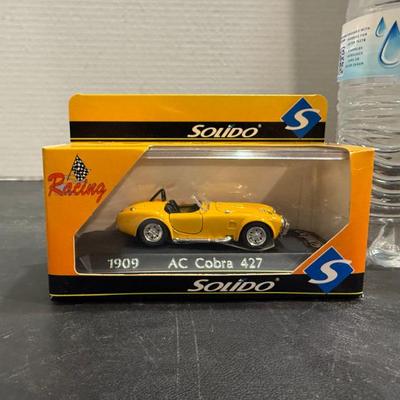 SOLIDO
S
Racing
1909 AC Cobra 427
S
SOLIDO